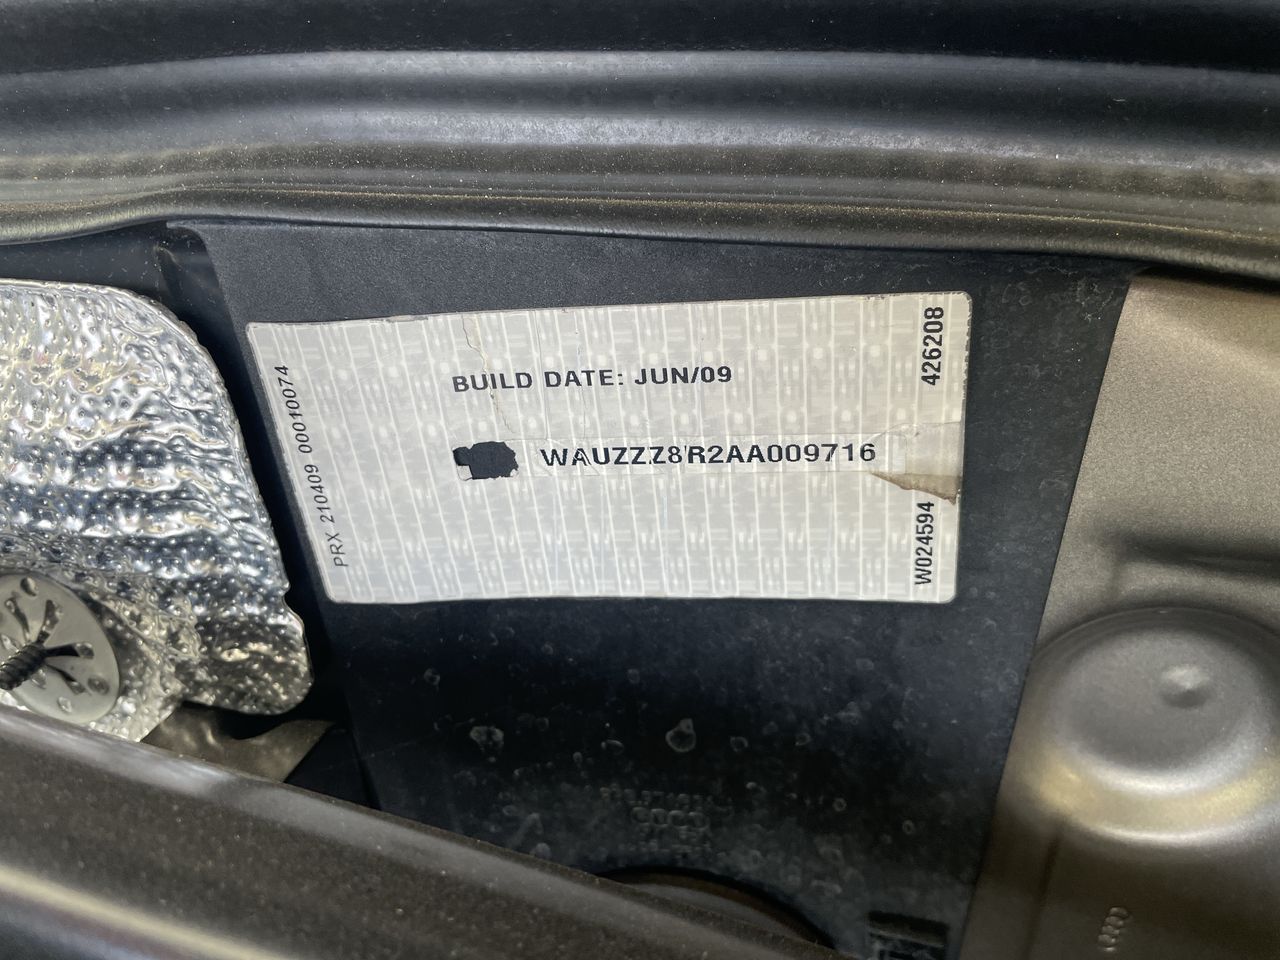 BUILD DATE: JUN/09
WAUZZZ8R2AA009716
PRX 210409 00010074
426208
W024594